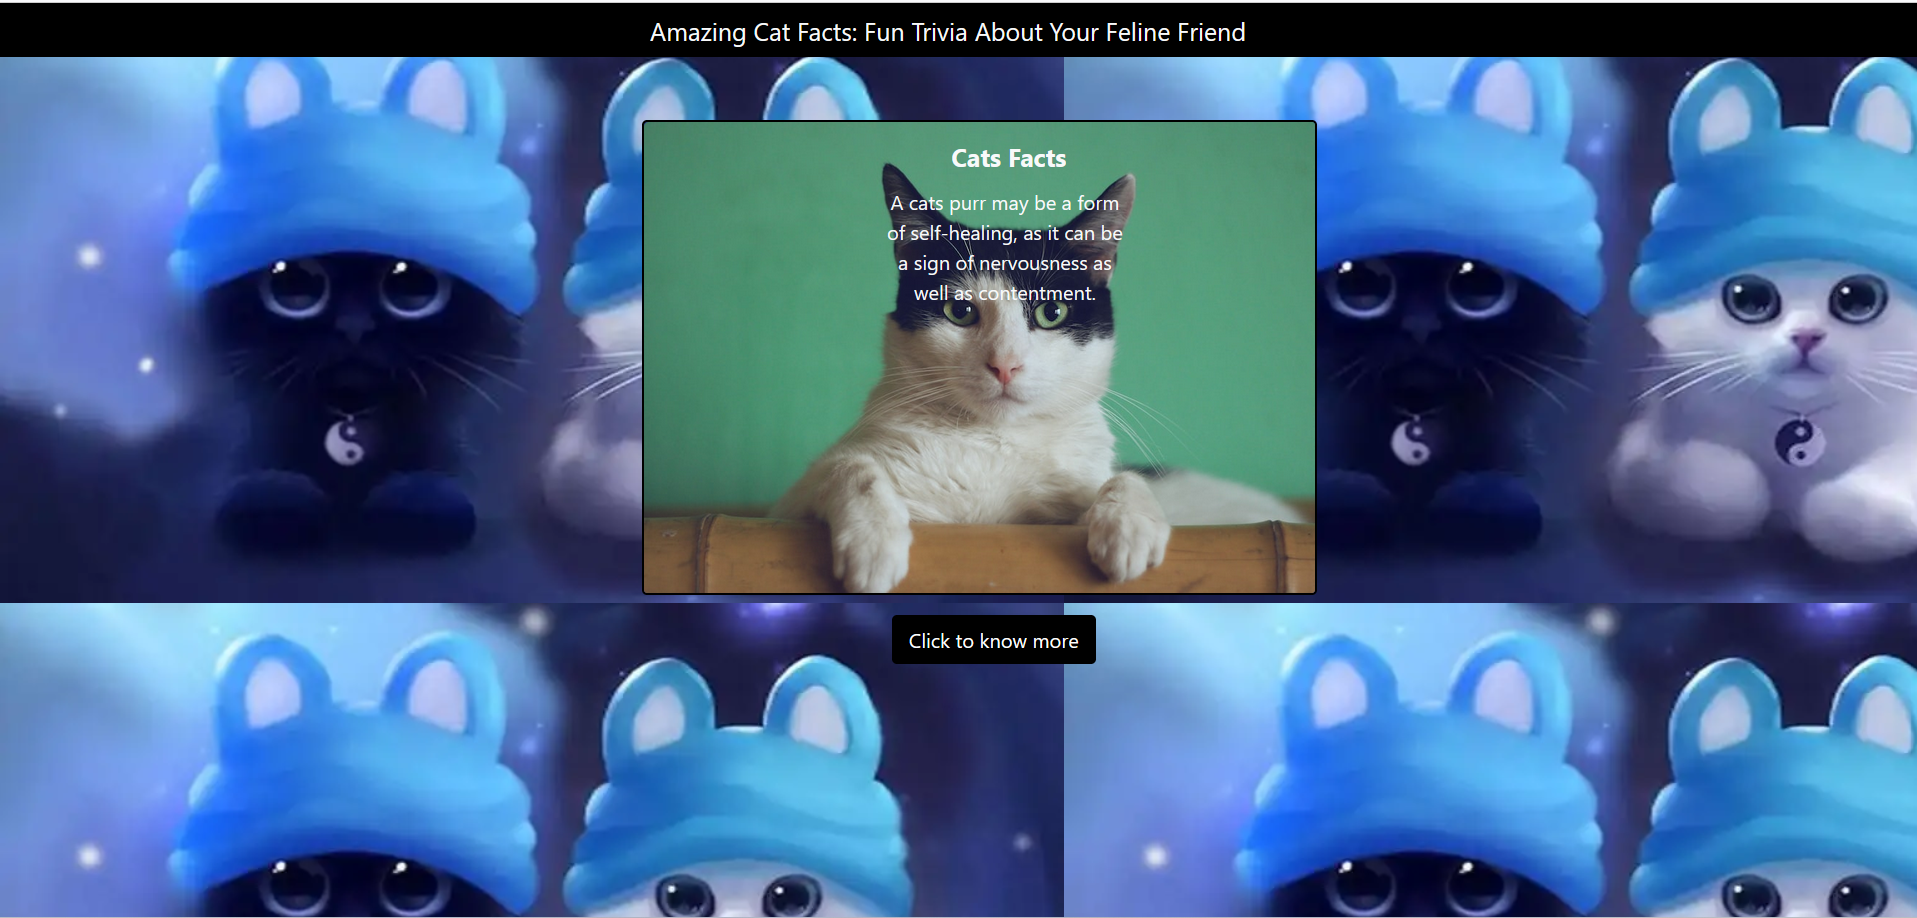 Amazing Cat Facts: Fun Trivia About Your Feline Friend
Cats Facts
A cats purr may be a form
of self-healing, as it can be
a sign of nervousness as
well as contentment.
Click to know more